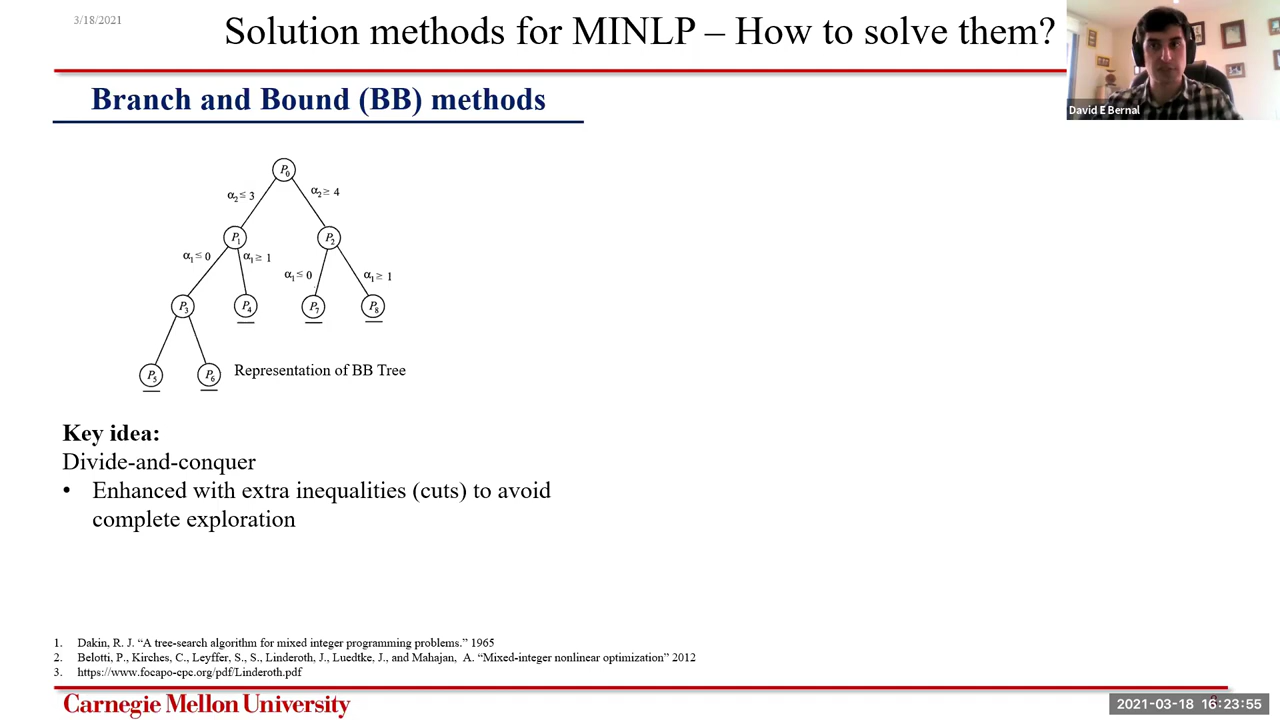 3/18/2021
Solution methods for MINLP – How to solve them?
David E Bernal
Branch and Bound (BB) methods
P0
α2≤ 3
α2≥ 4
P1
P2
α1≤ 0
α1≥ 1
α1≤ 0
α1≥ 1
P3
P4
P7
P8
P5
P6
Representation of BB Tree
Key idea:
Divide-and-conquer
• Enhanced with extra inequalities (cuts) to avoid
complete exploration
1. Dakin, R. J. “A tree-search algorithm for mixed integer programming problems.” 1965
2. Belotti, P., Kirches, C., Leyffer, S., S., Linderoth, J., Luedtke, J., and Mahajan, A. “Mixed-integer nonlinear optimization” 2012
3. https://www.focapo-cpc.org/pdf/Linderoth.pdf
Carnegie Mellon University
2021-03-18 16:23:55